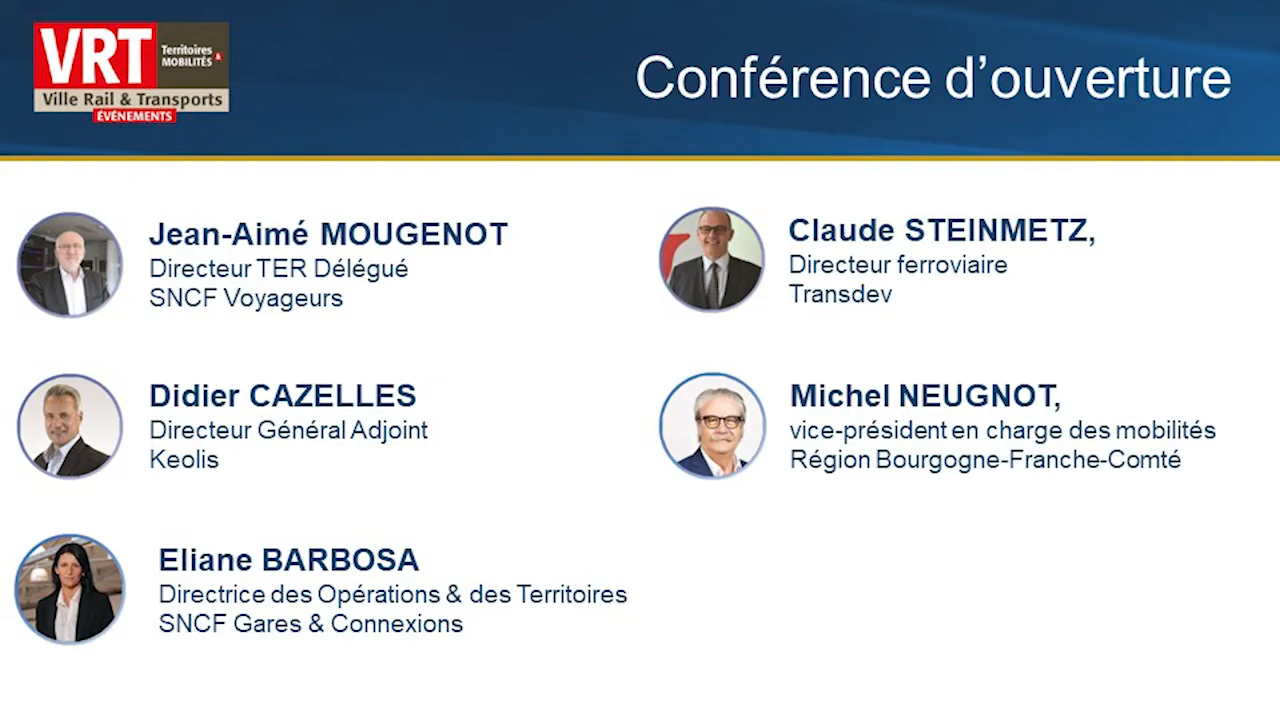 VRT
Territoires
& MOBILITÉS
Ville Rail & Transports
ÉVÉNEMENTS
Conférence d’ouverture
Jean-Aimé MOUGENOT
Directeur TER Délégué
SNCF Voyageurs
Claude STEINMETZ,
Directeur ferroviaire
Transdev
Didier CAZELLES
Directeur Général Adjoint
Keolis
Michel NEUGNOT,
vice-président en charge des mobilités
Région Bourgogne-Franche-Comté
Eliane BARBOSA
Directrice des Opérations & des Territoires
SNCF Gares & Connexions